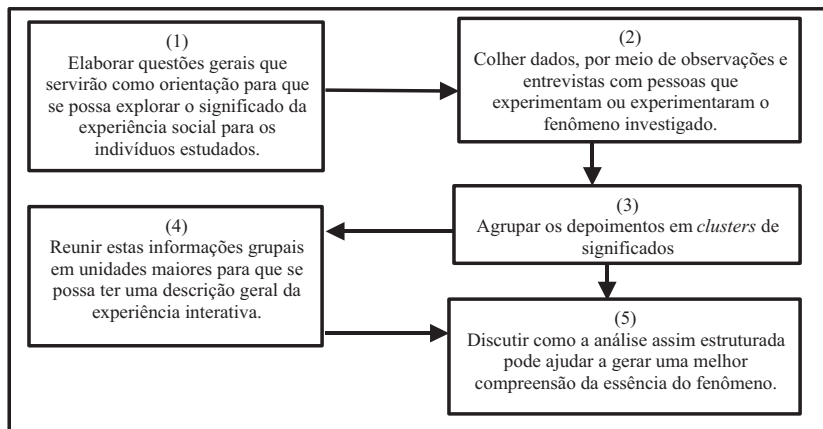 (1)
Elaborar questões gerais que
servirão como orientação para que
se possa explorar o significado da
experiência social para os
indivíduos estudados.
(2)
Colher dados, por meio de observações e
entrevistas com pessoas que
experimentam ou experimentaram o
fenômeno investigado.
(3)
Agrupar os depoimentos em clusters de
significados
(4)
Reunir estas informações grupais
em unidades maiores para que se
possa ter uma descrição geral da
experiência interativa.
(5)
Discutir como a análise assim estruturada
pode ajudar a gerar uma melhor
compreensão da essência do fenômeno.